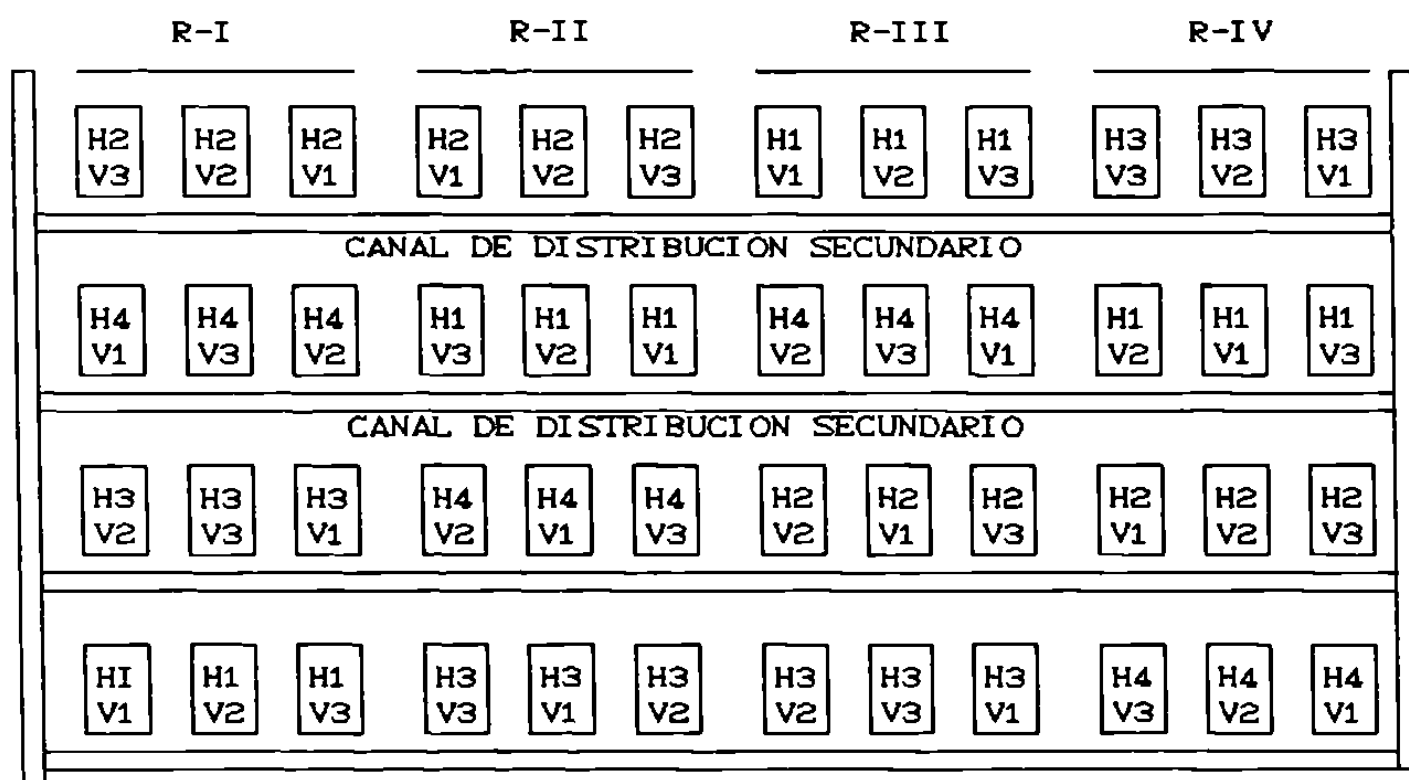 R-I R-II R-III R-IV
H2 H2 H2 H2 H2 H2 H1 H1 H1 H3 H3 H3
V3 V2 V1 V1 V2 V3 V1 V2 V3 V3 V2 V1
CANAL DE DISTRIBUCION SECUNDARIO
H4 H4 H4 H1 H1 H1 H4 H4 H4 H1 H1 H1
V1 V3 V2 V3 V2 V1 V2 V3 V1 V2 V1 V3
CANAL DE DISTRIBUCION SECUNDARIO
H3 H3 H3 H4 H4 H4 H2 H2 H2 H2 H2 H2
V2 V3 V1 V2 V1 V3 V2 V1 V3 V1 V2 V3
HI H1 H1 H3 H3 H3 H3 H3 H3 H4 H4 H4
V1 V2 V3 V3 V1 V2 V2 V3 V1 V3 V2 V1